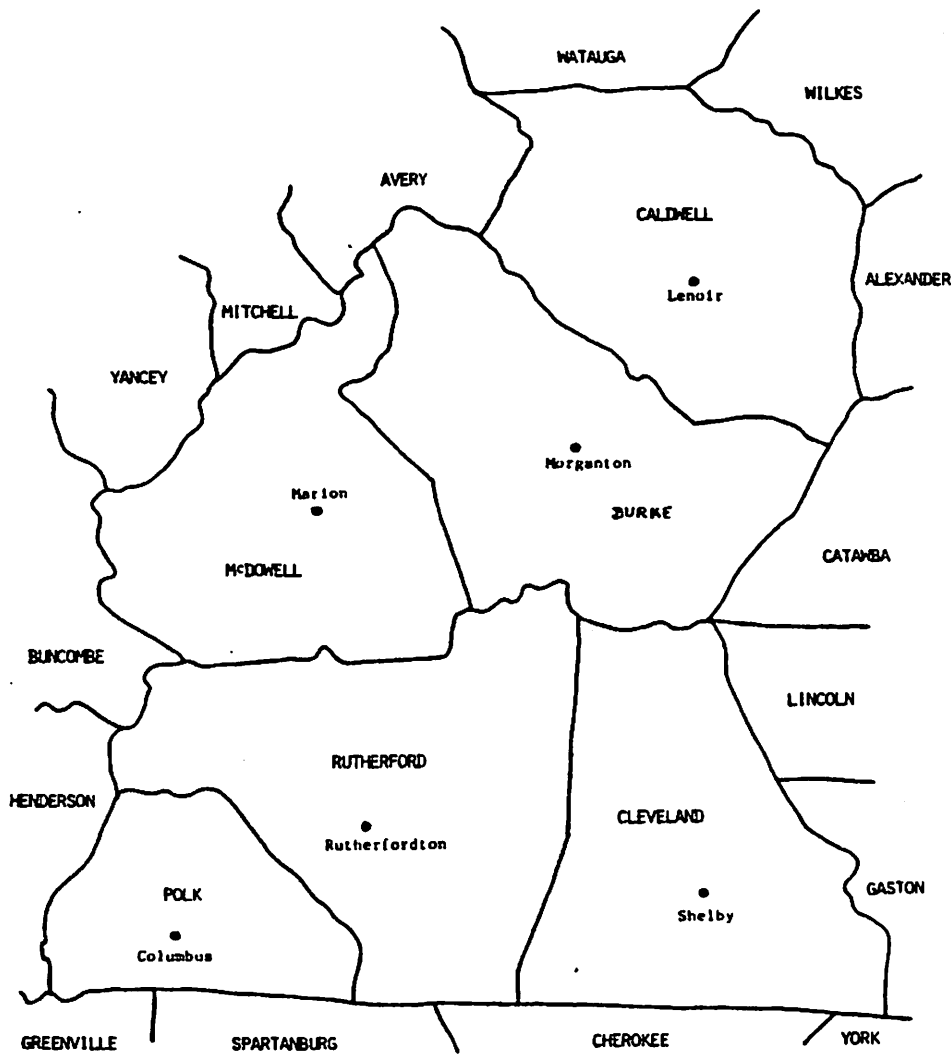 WATAUGA
WILKES
AVERY
CALDWELL
Lenoir
ALEXANDER
MITCHELL
YANCEY
Morganton
Marion
BURKE
McDOWELL
CATAWBA
BUNCOMBE
LINCOLN
RUTHERFORD
HENDERSON
CLEVELAND
Rutherfordton
POLK
GASTON
Shelby
Columbus
GREENVILLE
SPARTANBURG
CHEROKEE
YORK